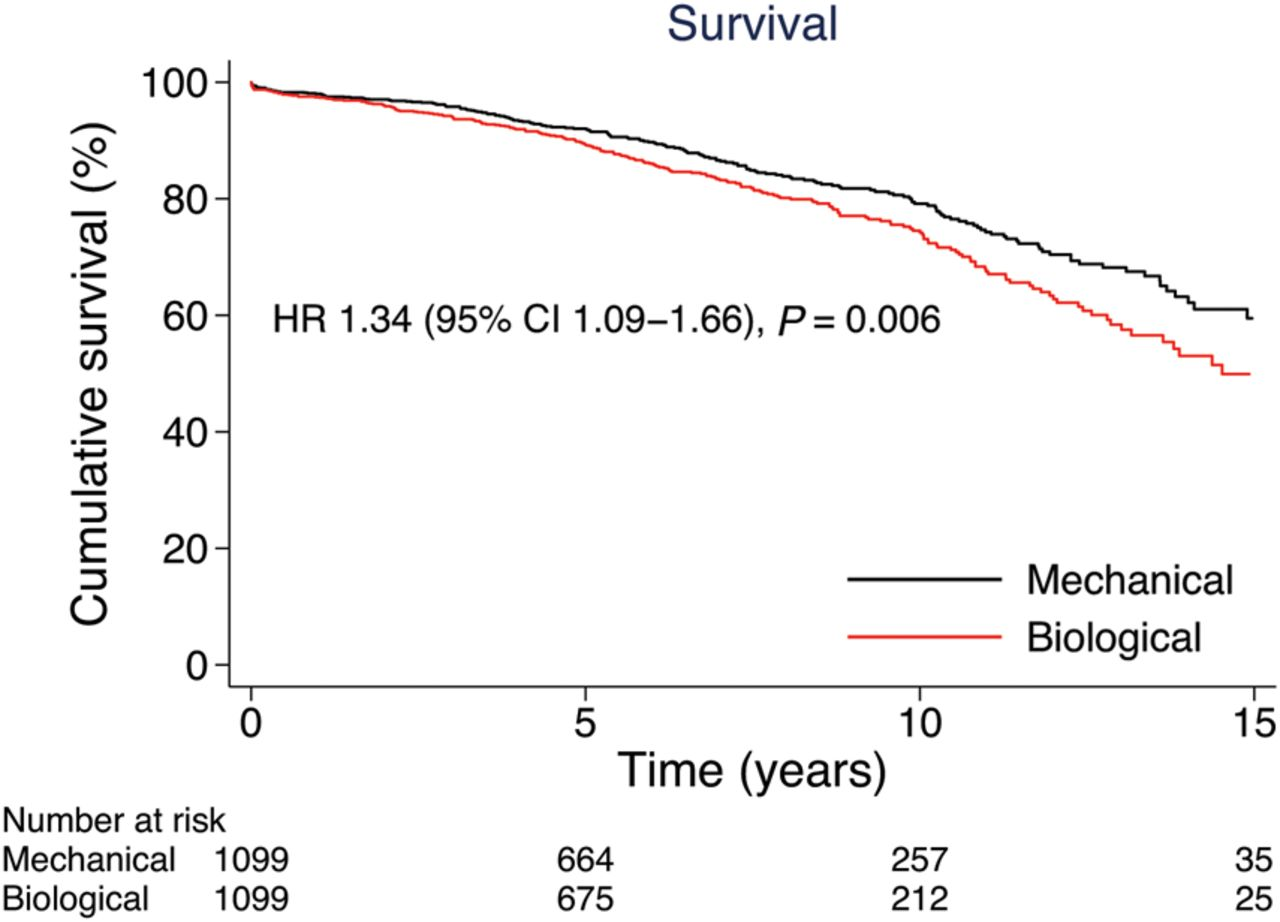 Survival
Cumulative survival (%)
100
80
60
40
20
0
HR 1.34 (95% CI 1.09–1.66), P = 0.006
Mechanical
Biological
0 5 10 15
Time (years)
Number at risk
Mechanical 1099 664 257 35
Biological 1099 675 212 25